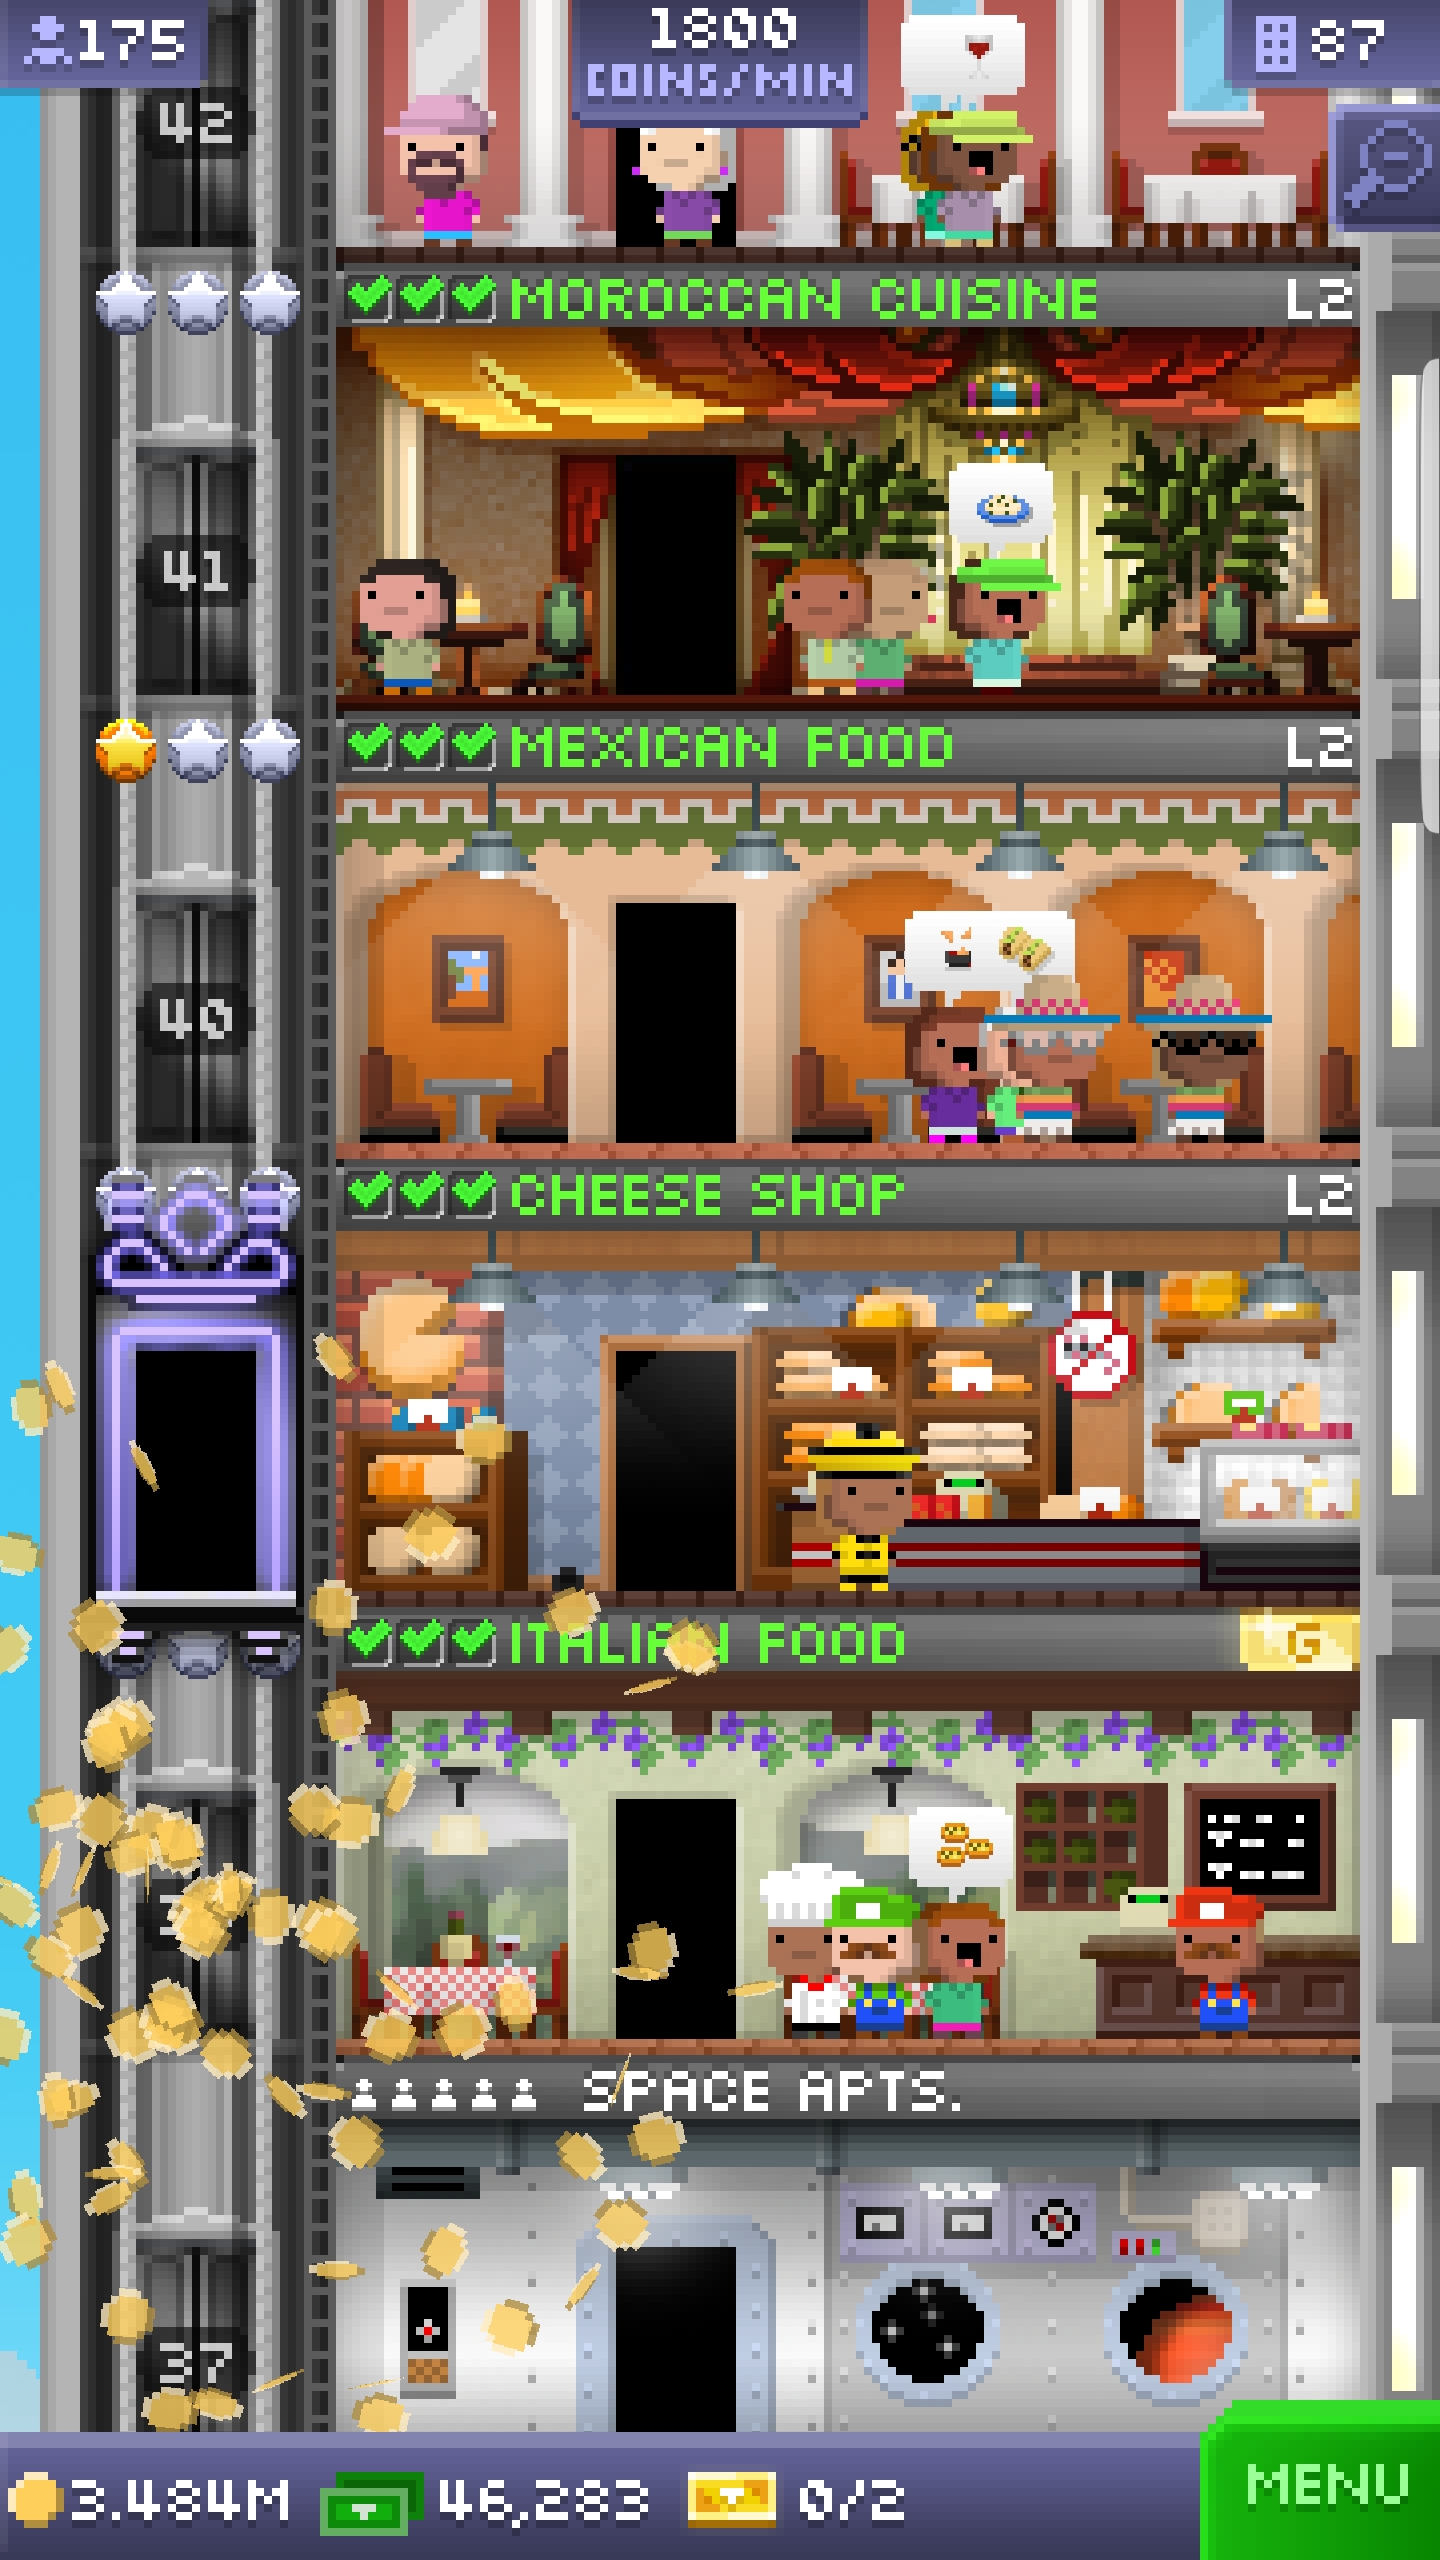 175
1800
COINS/MIN
87
42
MOROCCAN CUISINE L2
41
MEXICAN FOOD L2
40
CHEESE SHOP L2
ITALIAN FOOD G
SPACE APTS.
37
3.484M 46,283 0/2
MENU